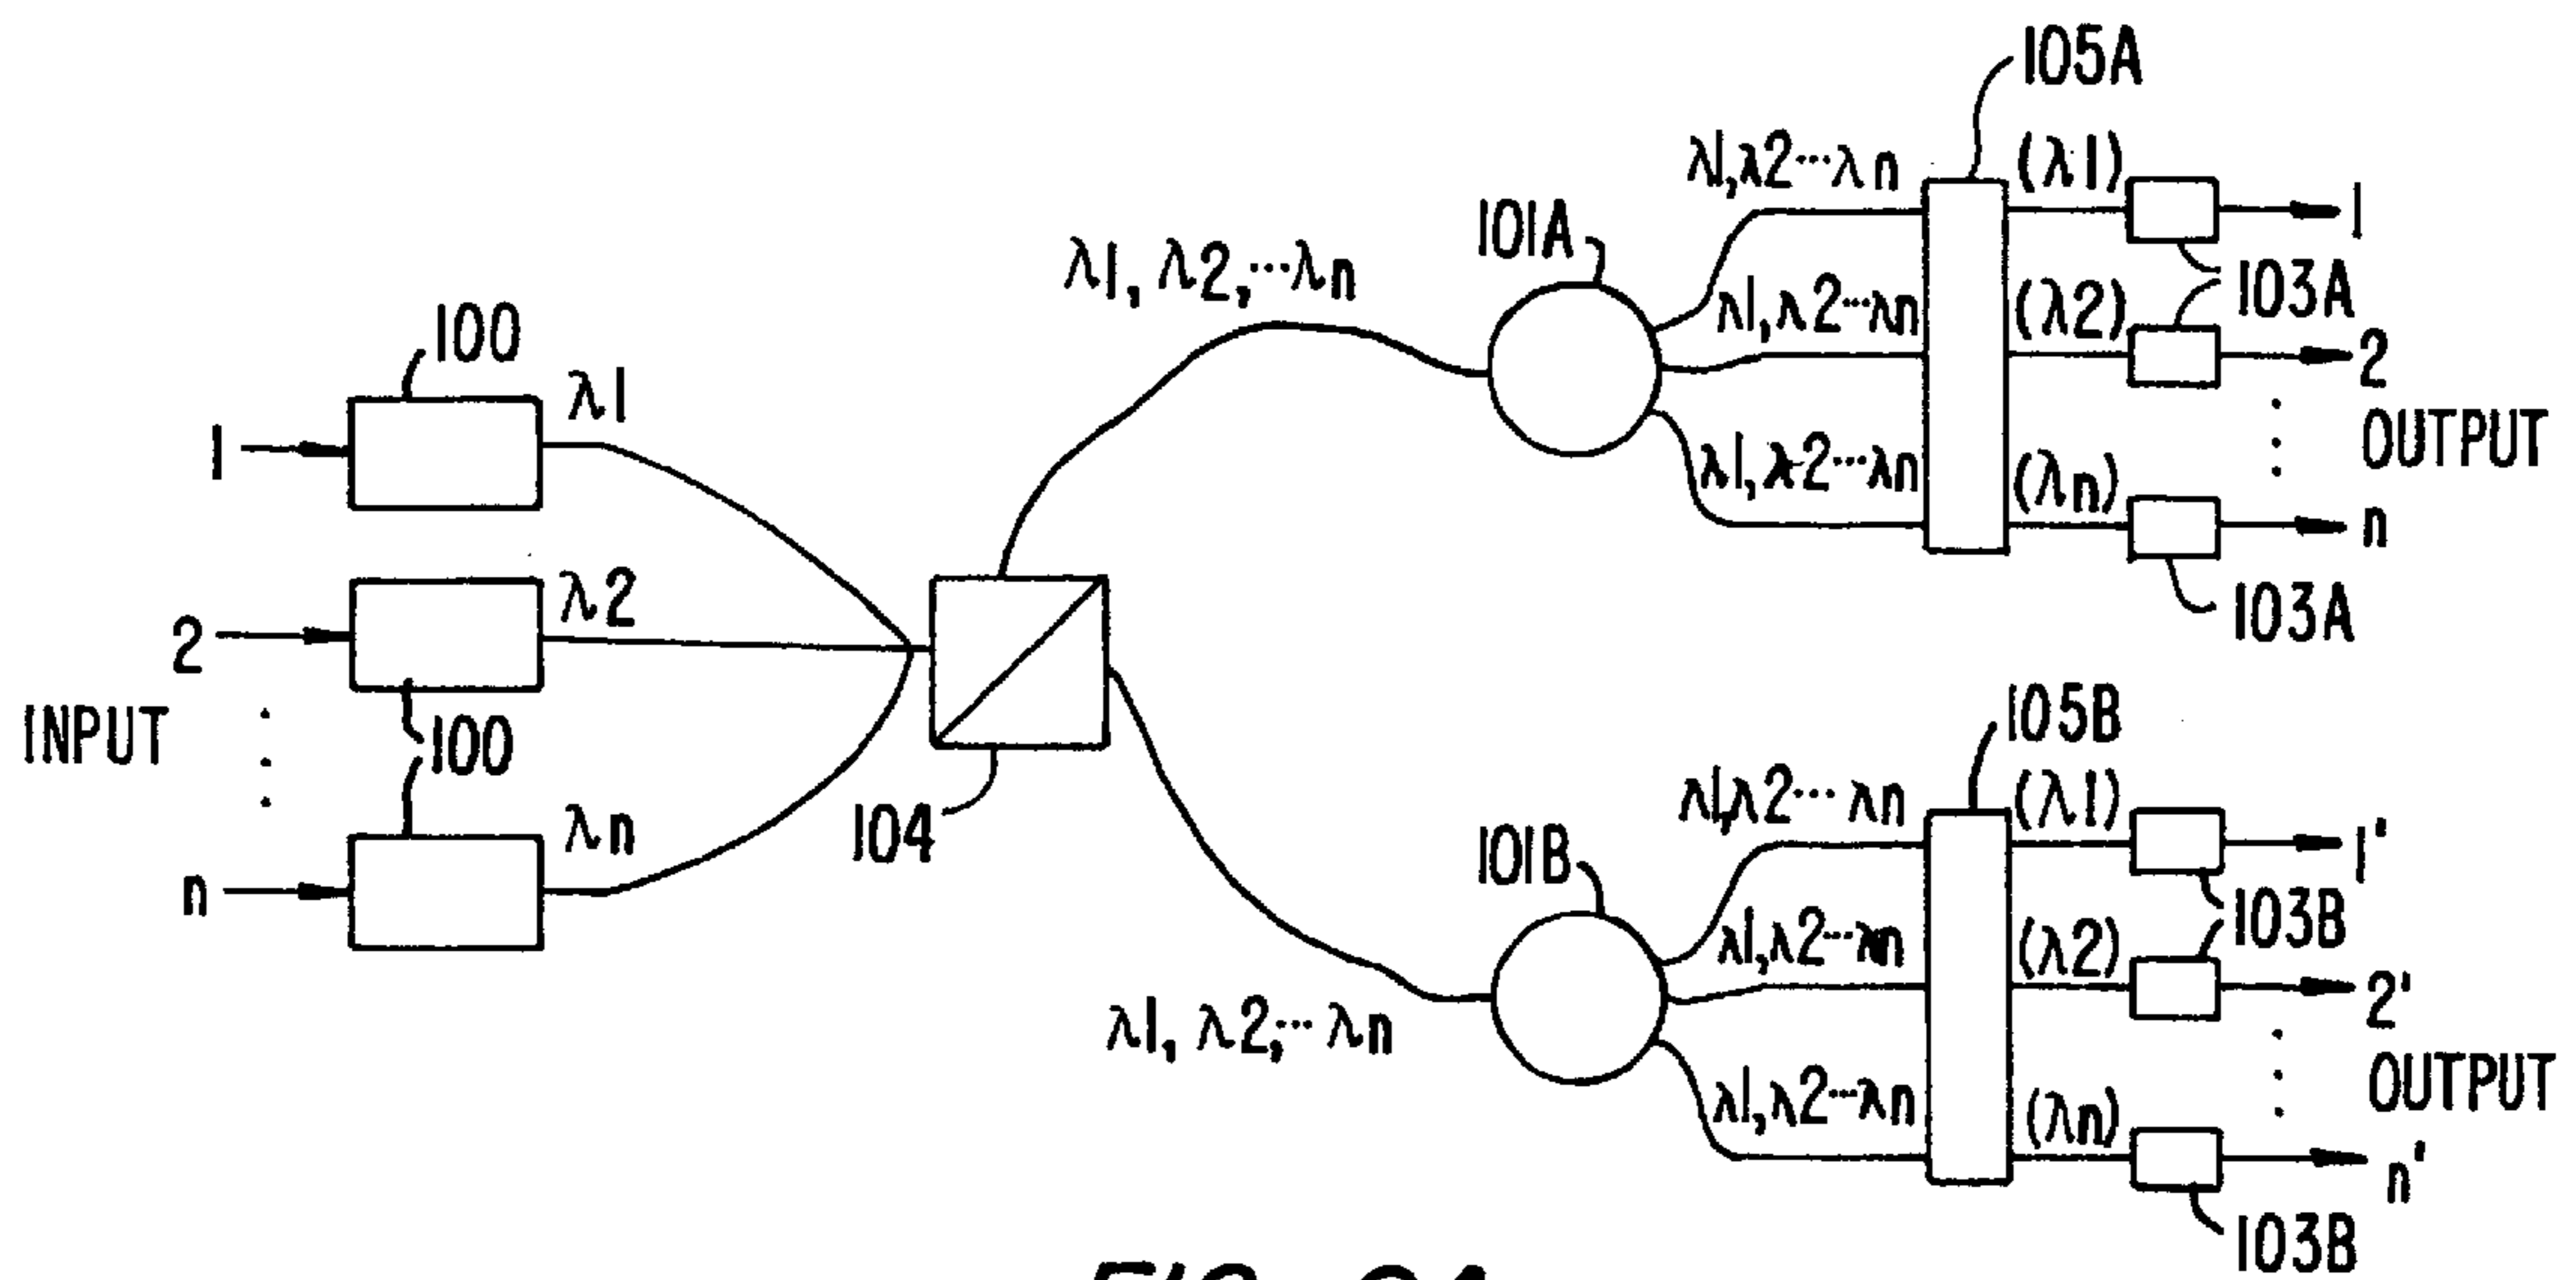 105A
λ1,λ2···λn
(λ1)
1
101A
λ1, λ2,···λn
103A
λ1,λ2···λn
(λ2)
2
100
λ1
1
OUTPUT
λ1,λ2···λn
(λn)
n
103A
λ2
2
100
INPUT
105B
λ1,λ2···λn
(λ1)
1'
104
λn
n
101B
103B
λ1,λ2···λn
(λ2)
2'
λ1, λ2,···λn
OUTPUT
λ1,λ2···λn
(λn)
n'
103B